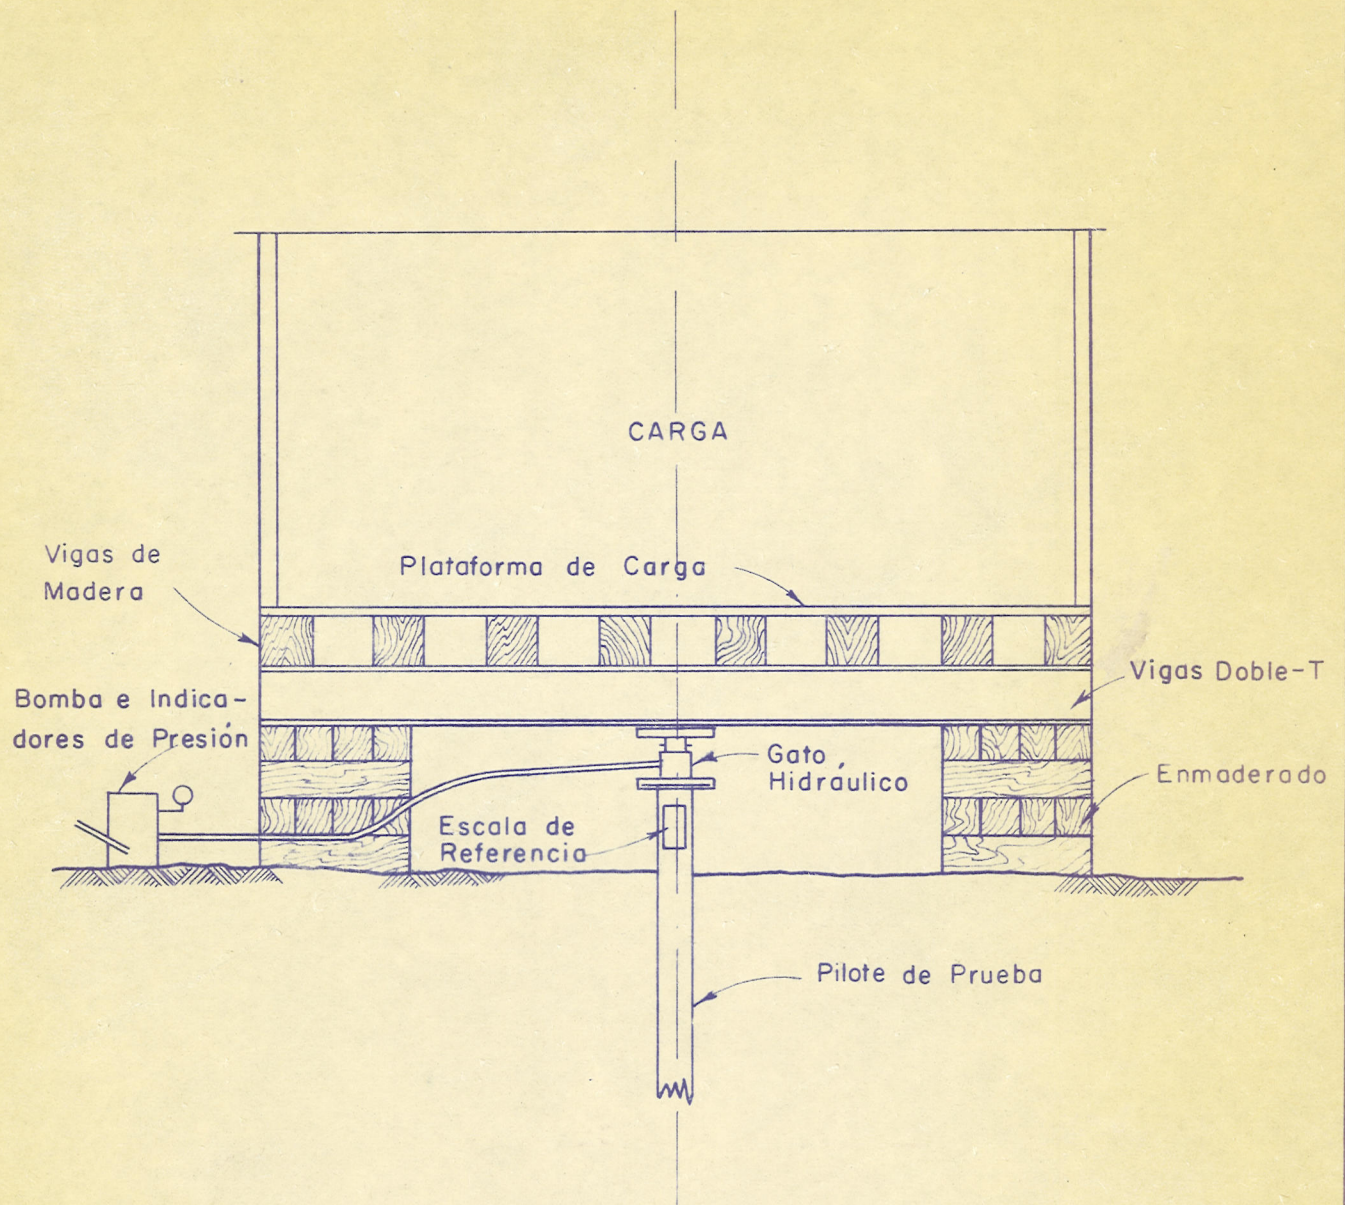 CARGA
Plataforma de Carga
Vigas de
Madera
Vigas Doble-T
Bomba e Indica-
dores de Presión
Gato
Hidráulico
Enmaderado
Escala de
Referencia
Pilote de Prueba